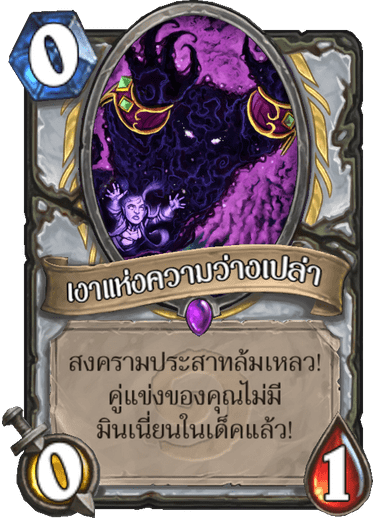 0
เงาแห่งความว่างเปล่า
สงครามประสาทล้มเหลว!
คู่แข่งของคุณไม่มี
มินเนี่ยนในเด็คแล้ว!
0
1